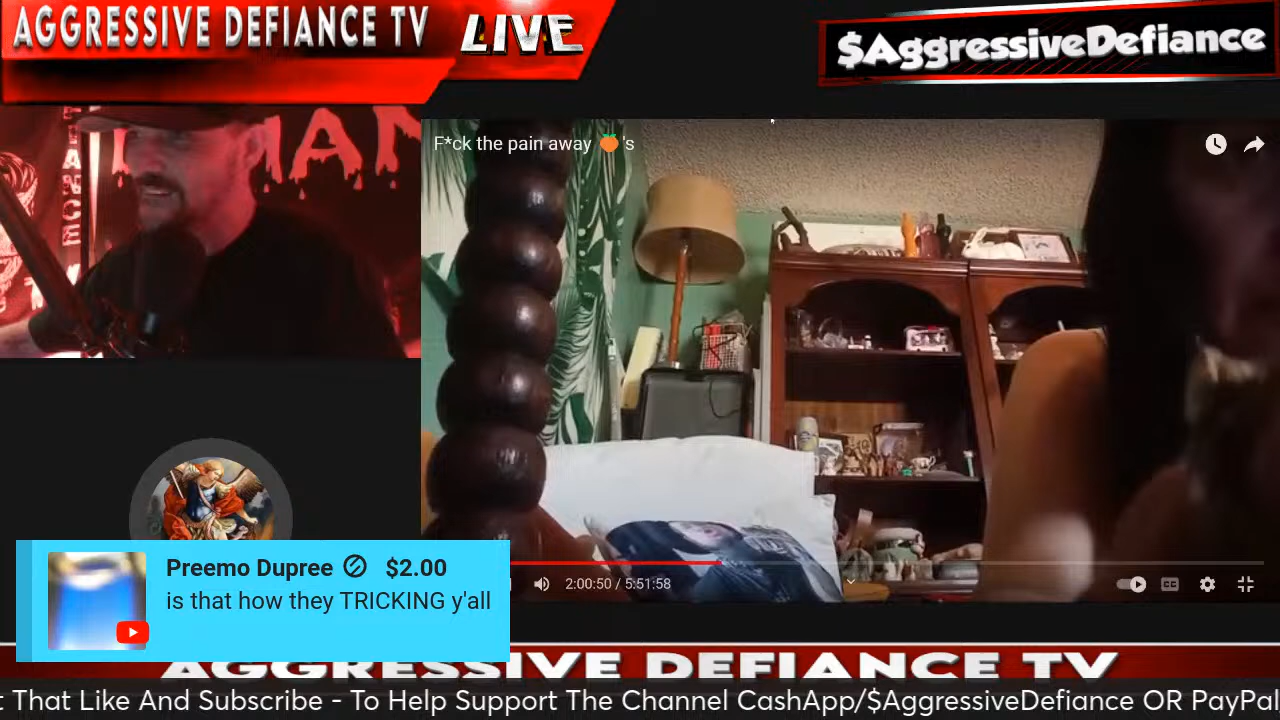 AGGRESSIVE DEFIANCE TV
LIVE
$AggressiveDefiance
F*ck the pain away 🍑's
2:00:50 / 5:51:58
CC
Preemo Dupree $2.00
is that how they TRICKING y'all
AGGRESSIVE DEFIANCE TV
That Like And Subscribe - To Help Support The Channel CashApp/$AggressiveDefiance OR PayPal